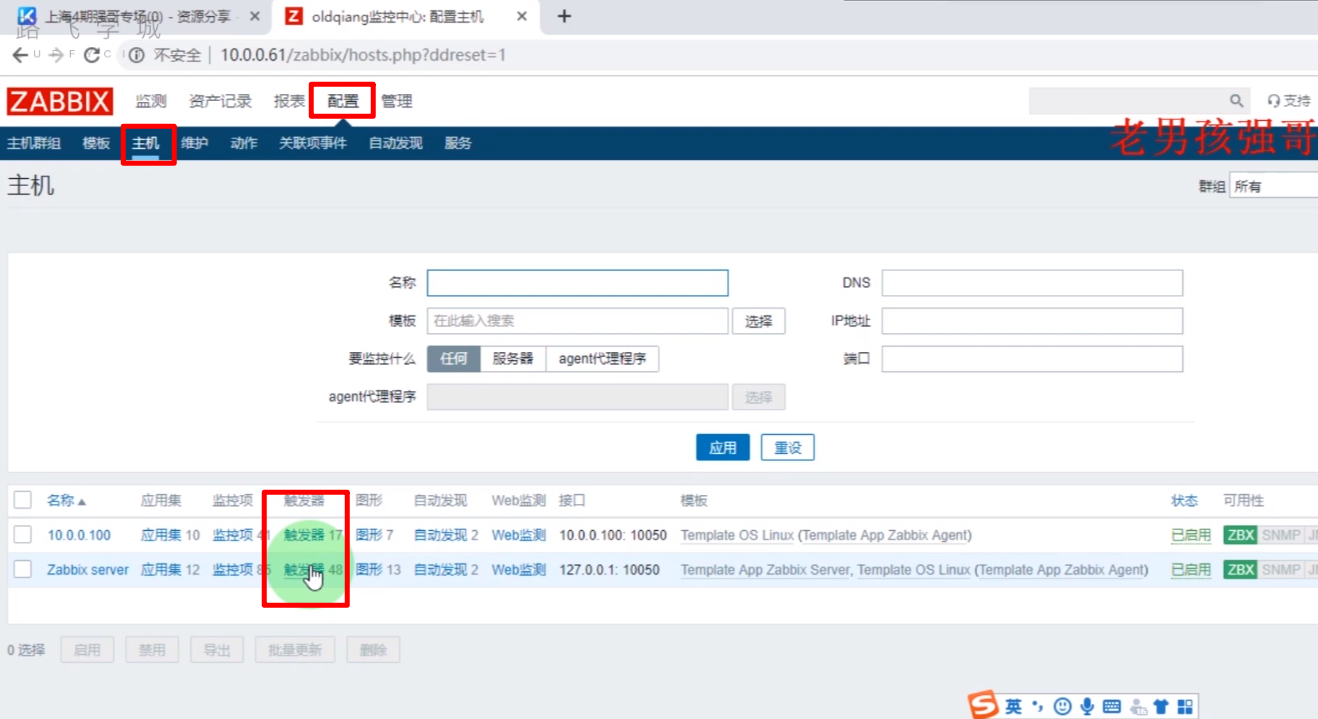 上海4期强哥专场(0) - 资源分享 oldqiang监控中心: 配置主机
路飞学城
不安全 10.0.0.61/zabbix/hosts.php?ddreset=1
ZABBIX 监测 资产记录 报表 配置 管理 支持
主机群组 模板 主机 维护 动作 关联项事件 自动发现 服务
老男孩强哥
主机 群组 所有
名称 DNS
模板 在此输入搜索 选择 IP地址
要监控什么 任何 服务器 agent代理程序 端口
agent代理程序 选择
应用 重设
名称 应用集 监控项 触发器 图形 自动发现 Web监测 接口 模板 状态 可用性
10.0.0.100 应用集 10 监控项 触发器 17 图形 7 自动发现 2 Web监测 10.0.0.100: 10050 Template OS Linux (Template App Zabbix Agent) 已启用 ZBX SNMP
Zabbix server 应用集 12 监控项 触发器 48 图形 13 自动发现 2 Web监测 127.0.0.1: 10050 Template App Zabbix Server, Template OS Linux (Template App Zabbix Agent) 已启用 ZBX SNMP
0 选择 启用 禁用 导出 批量更新 删除
英